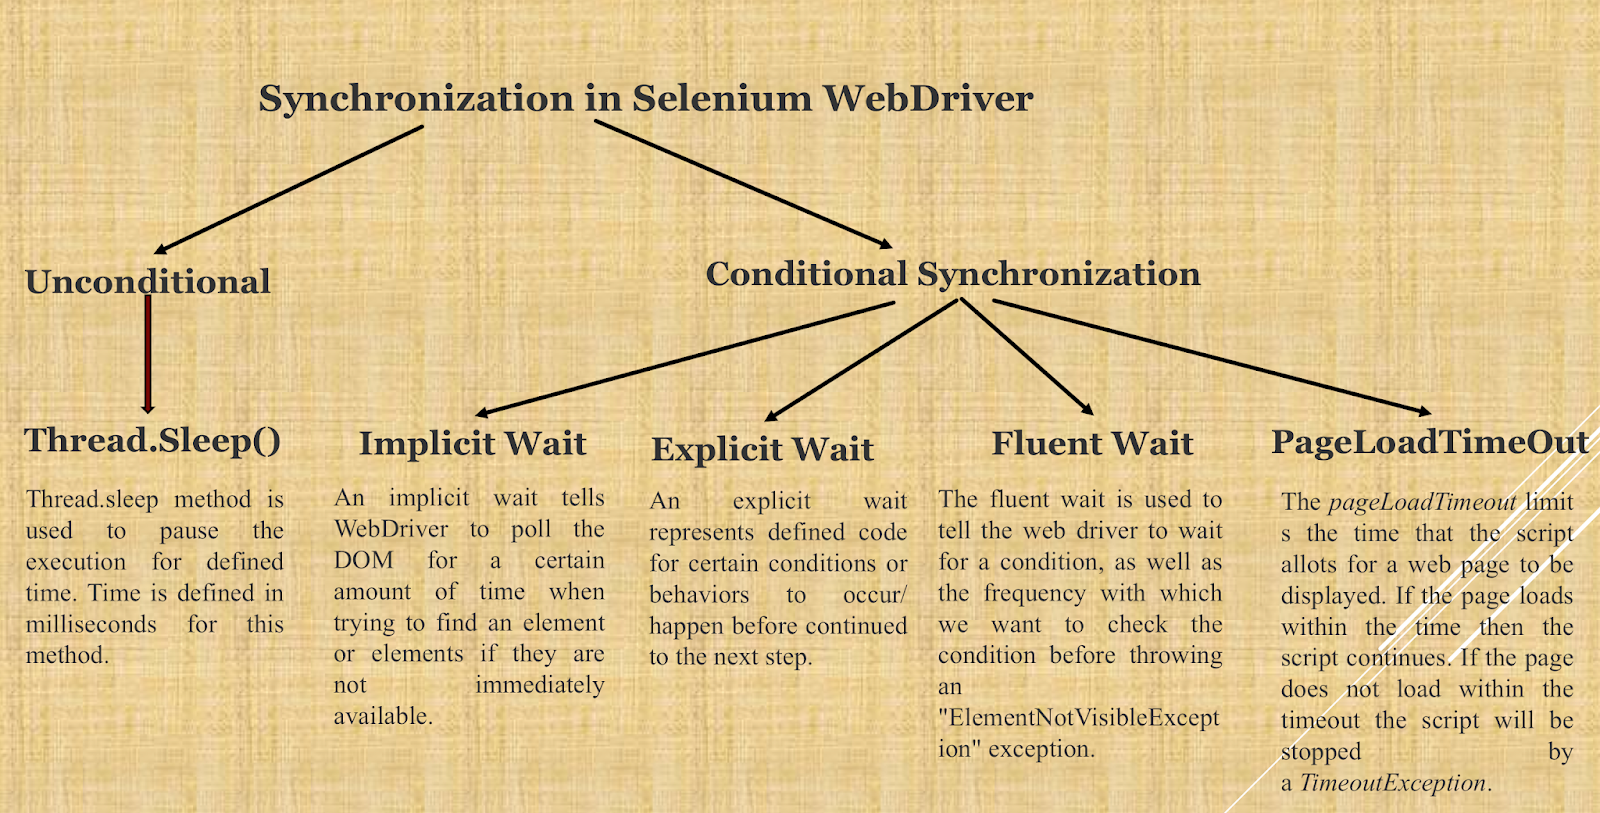 Synchronization in Selenium WebDriver
Unconditional
Conditional Synchronization
Thread.Sleep()
Thread.sleep method is
used to pause the
execution for defined
time. Time is defined in
milliseconds for this
method.
Implicit Wait
An implicit wait tells
WebDriver to poll the
DOM for a certain
amount of time when
trying to find an element
or elements if they are
not immediately
available.
Explicit Wait
An explicit wait
represents defined code
for certain conditions or
behaviors to occur/
happen before continued
to the next step.
Fluent Wait
The fluent wait is used to
tell the web driver to wait
for a condition, as well as
the frequency with which
we want to check the
condition before throwing
an
"ElementNotVisibleExcept
ion" exception.
PageLoadTimeOut
The pageLoadTimeout limit
s the time that the script
allots for a web page to be
displayed. If the page loads
within the time then the
script continues. If the page
does not load within the
timeout the script will be
stopped by
a TimeoutException.